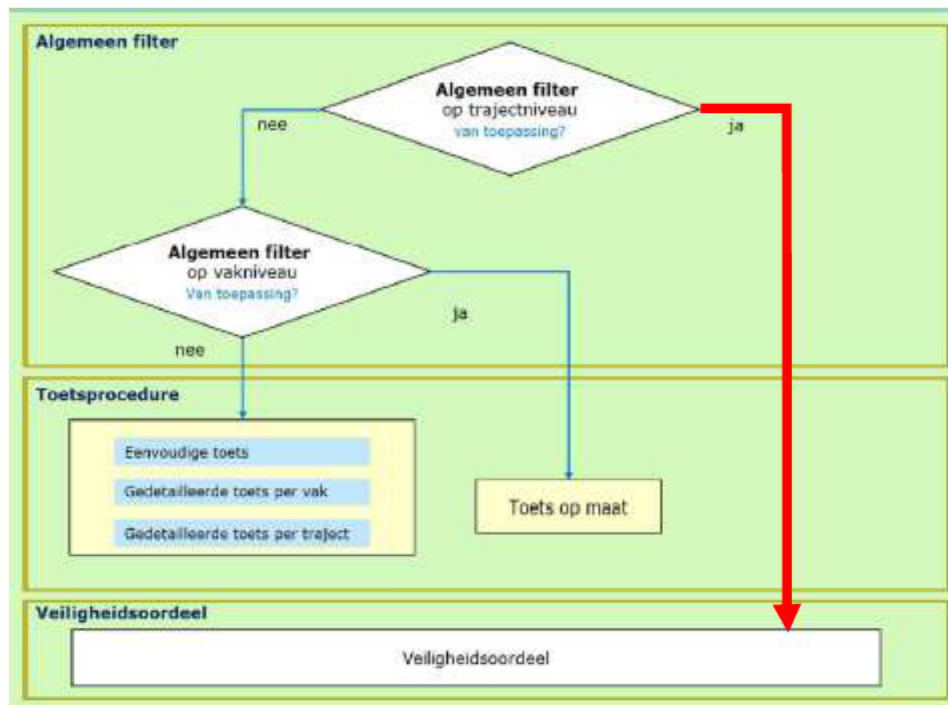 Algemeen filter
Algemeen filter
op trajectniveau
van toepassing?
nee
ja
Algemeen filter
op vakniveau
Van toepassing?
ja
nee
Toetsprocedure
Eenvoudige toets
Gedetailleerde toets per vak
Gedetailleerde toets per traject
Toets op maat
Veiligheidsoordeel
Veiligheidsoordeel